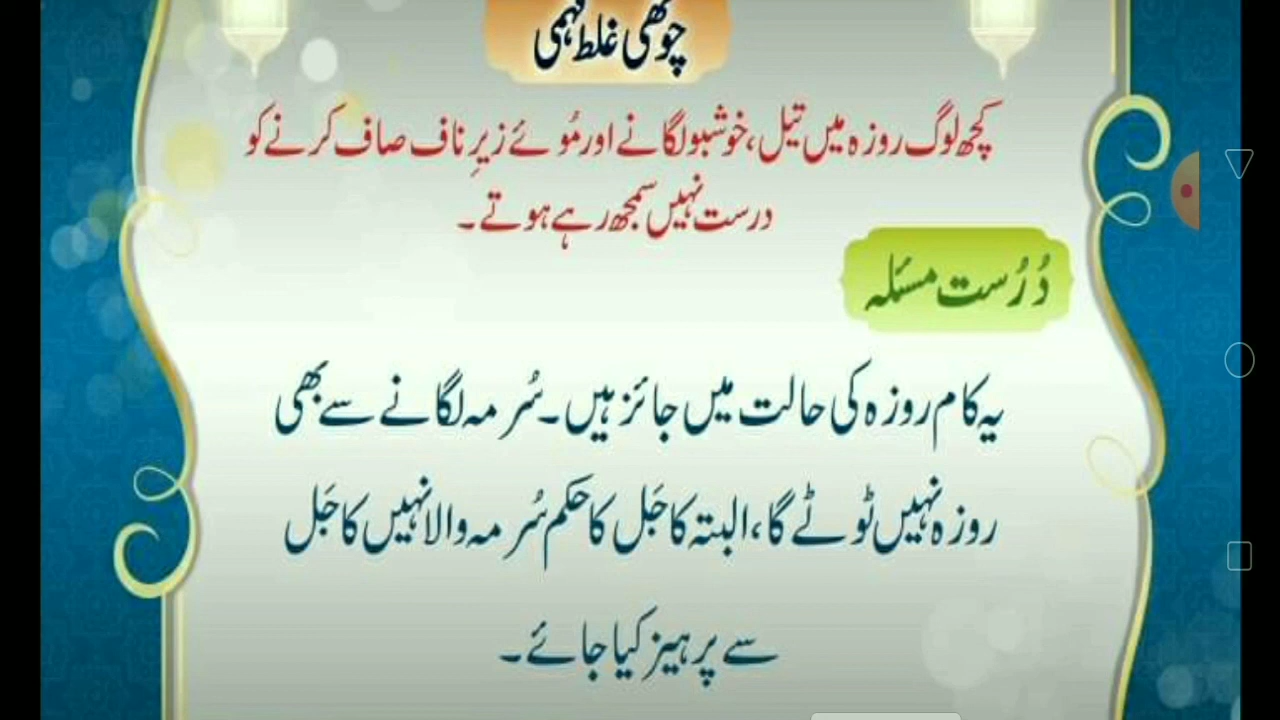 چوتھی غلط فہمی
کچھ لوگ روزہ میں تیل، خوشبو لگانے اور مُوئے زیرِ ناف صاف کرنے کو
درست نہیں سمجھ رہے ہوتے ۔
دُرُست مسئلہ
یہ کام روزہ کی حالت میں جائز ہیں۔ سُرمہ لگانے سے بھی
روزہ نہیں ٹوٹے گا، البتہ کاجَل کا حکم سُرمہ والا نہیں کاجَل
سے پرہیز کیا جائے ۔